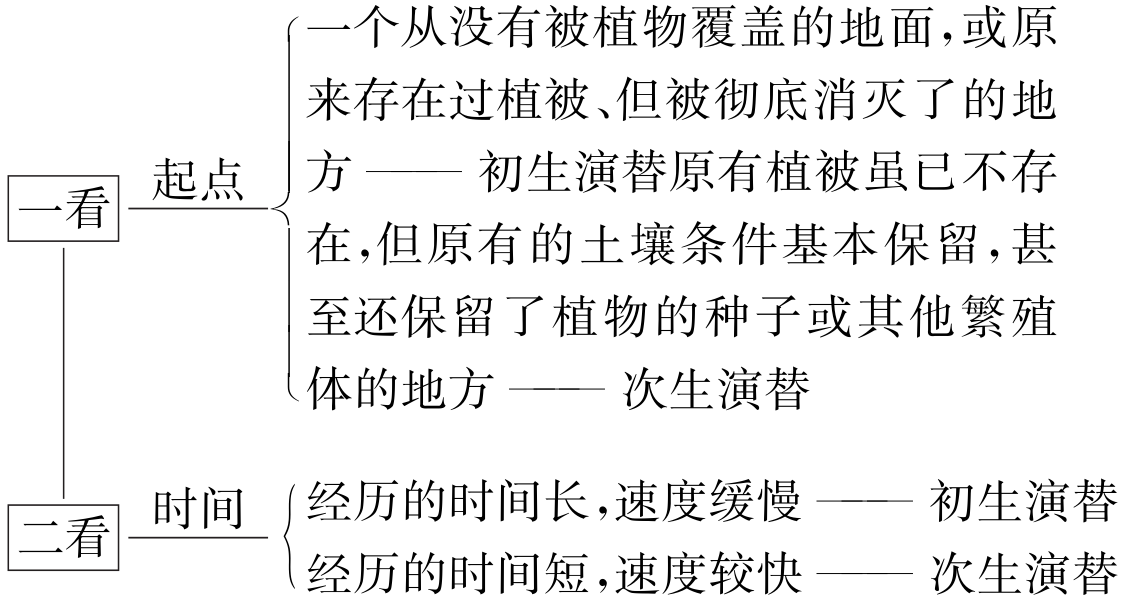 一个从没有被植物覆盖的地面,或原
来存在过植被、但被彻底消灭了的地
方 —— 初生演替原有植被虽已不存
在,但原有的土壤条件基本保留,甚
至还保留了植物的种子或其他繁殖
体的地方 —— 次生演替
一看
起点
二看
时间
经历的时间长,速度缓慢 —— 初生演替
经历的时间短,速度较快 —— 次生演替